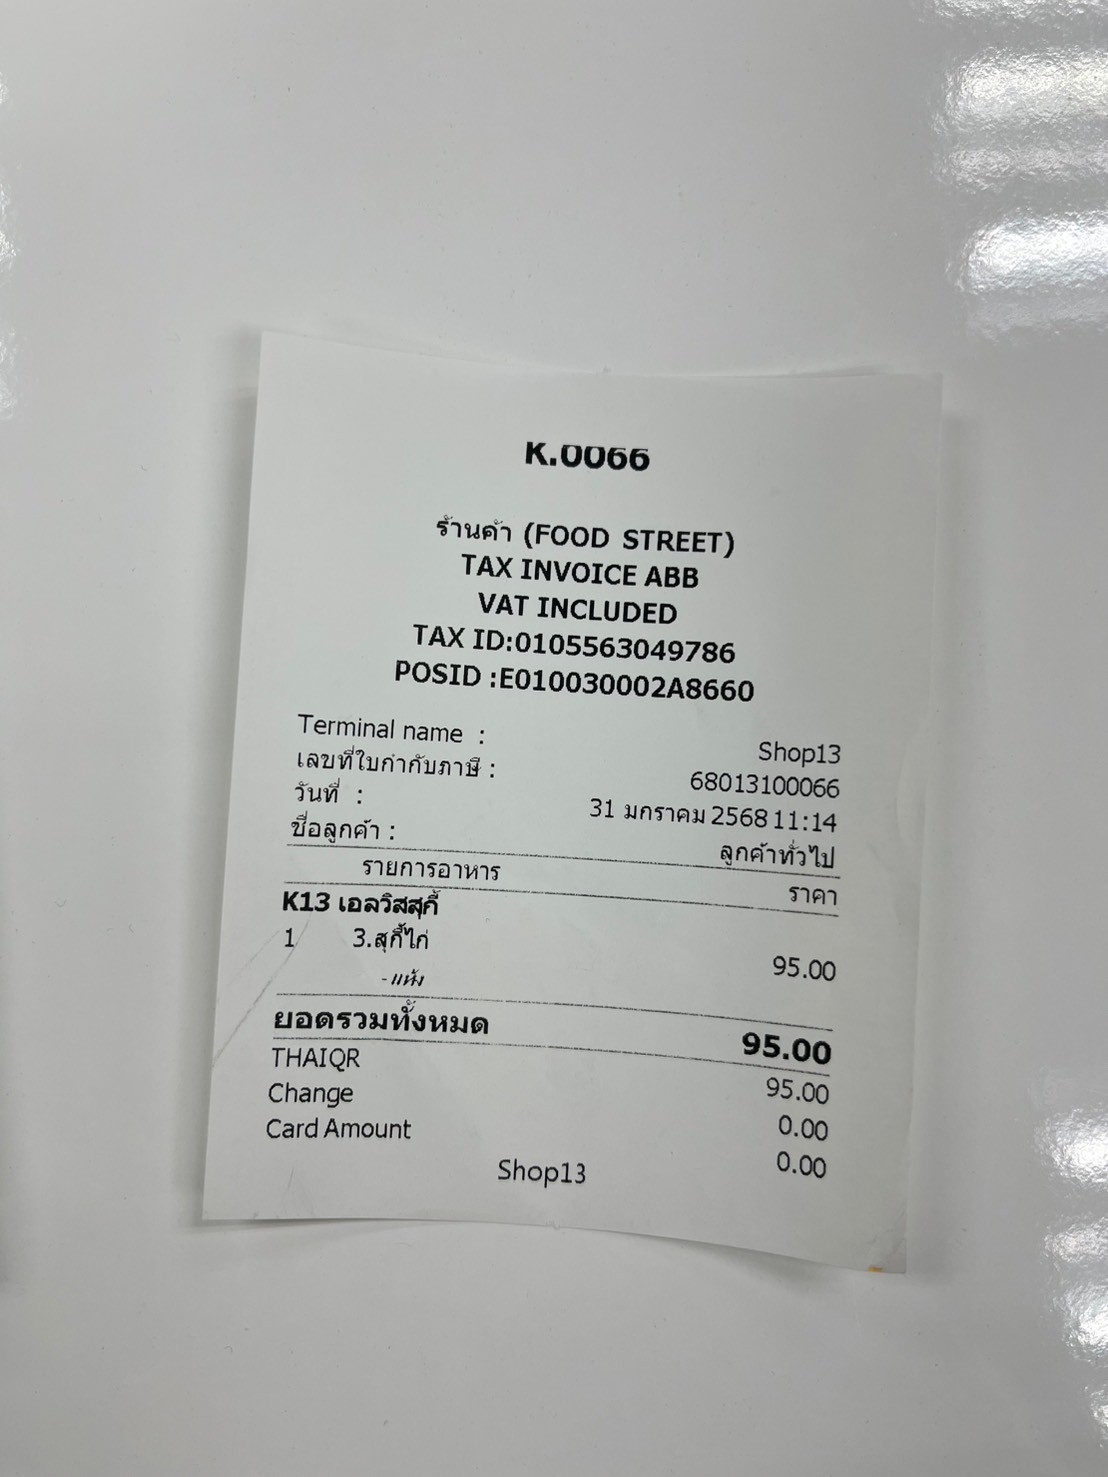 K.0066
ร้านค้า (FOOD STREET)
TAX INVOICE ABB
VAT INCLUDED
TAX ID:0105563049786
POSID :E010030002A8660
Terminal name : Shop13
เลขที่ใบกำกับภาษี : 68013100066
วันที่ : 31 มกราคม 2568 11:14
ชื่อลูกค้า : ลูกค้าทั่วไป
รายการอาหาร ราคา
K13 เอลวิสสุกี้
1 3.สุกี้ไก่ 95.00
-แห้ง
ยอดรวมทั้งหมด 95.00
THAIQR 95.00
Change 0.00
Card Amount 0.00
Shop13